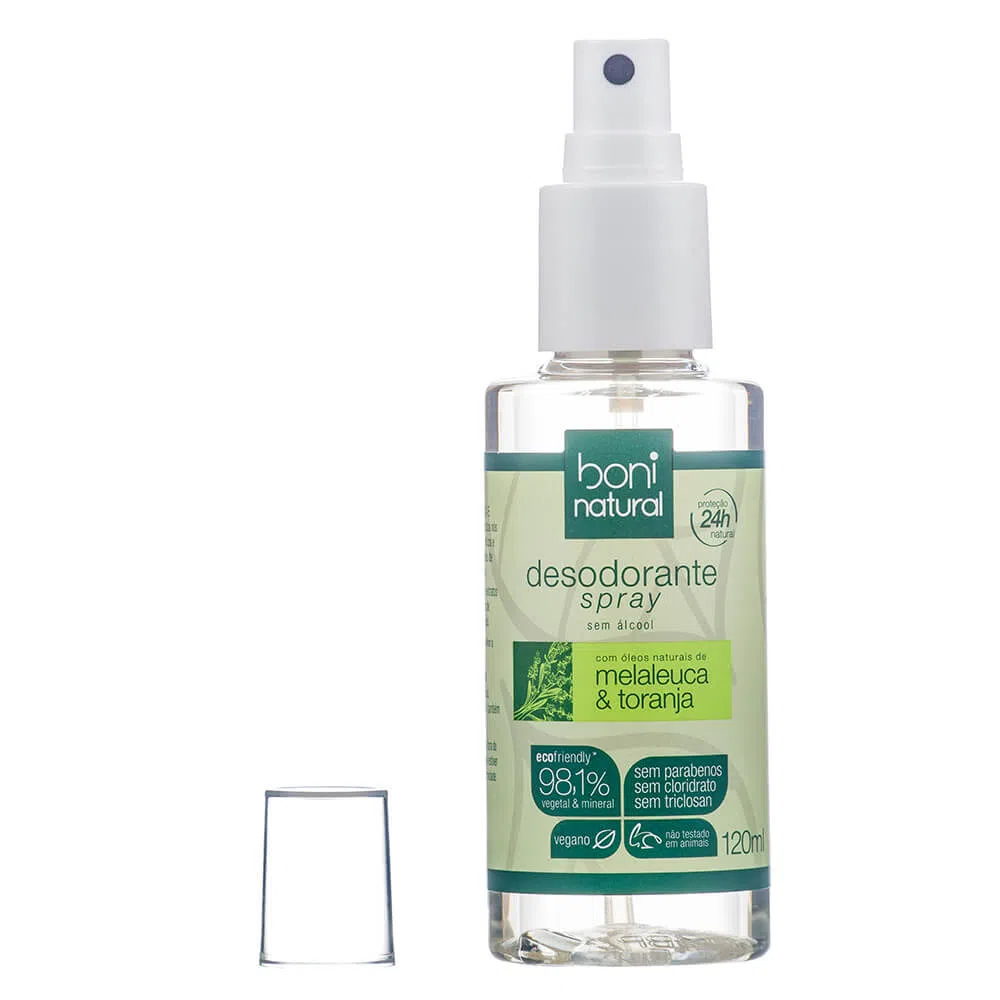 boni
natural
proteção
24h
natural
desodorante
spray
sem álcool
com óleos naturais de
melaleuca
& toranja
ecofriendly*
98,1%
vegetal & mineral
sem parabenos
sem cloridrato
sem triclosan
vegano
não testado
em animais
120ml